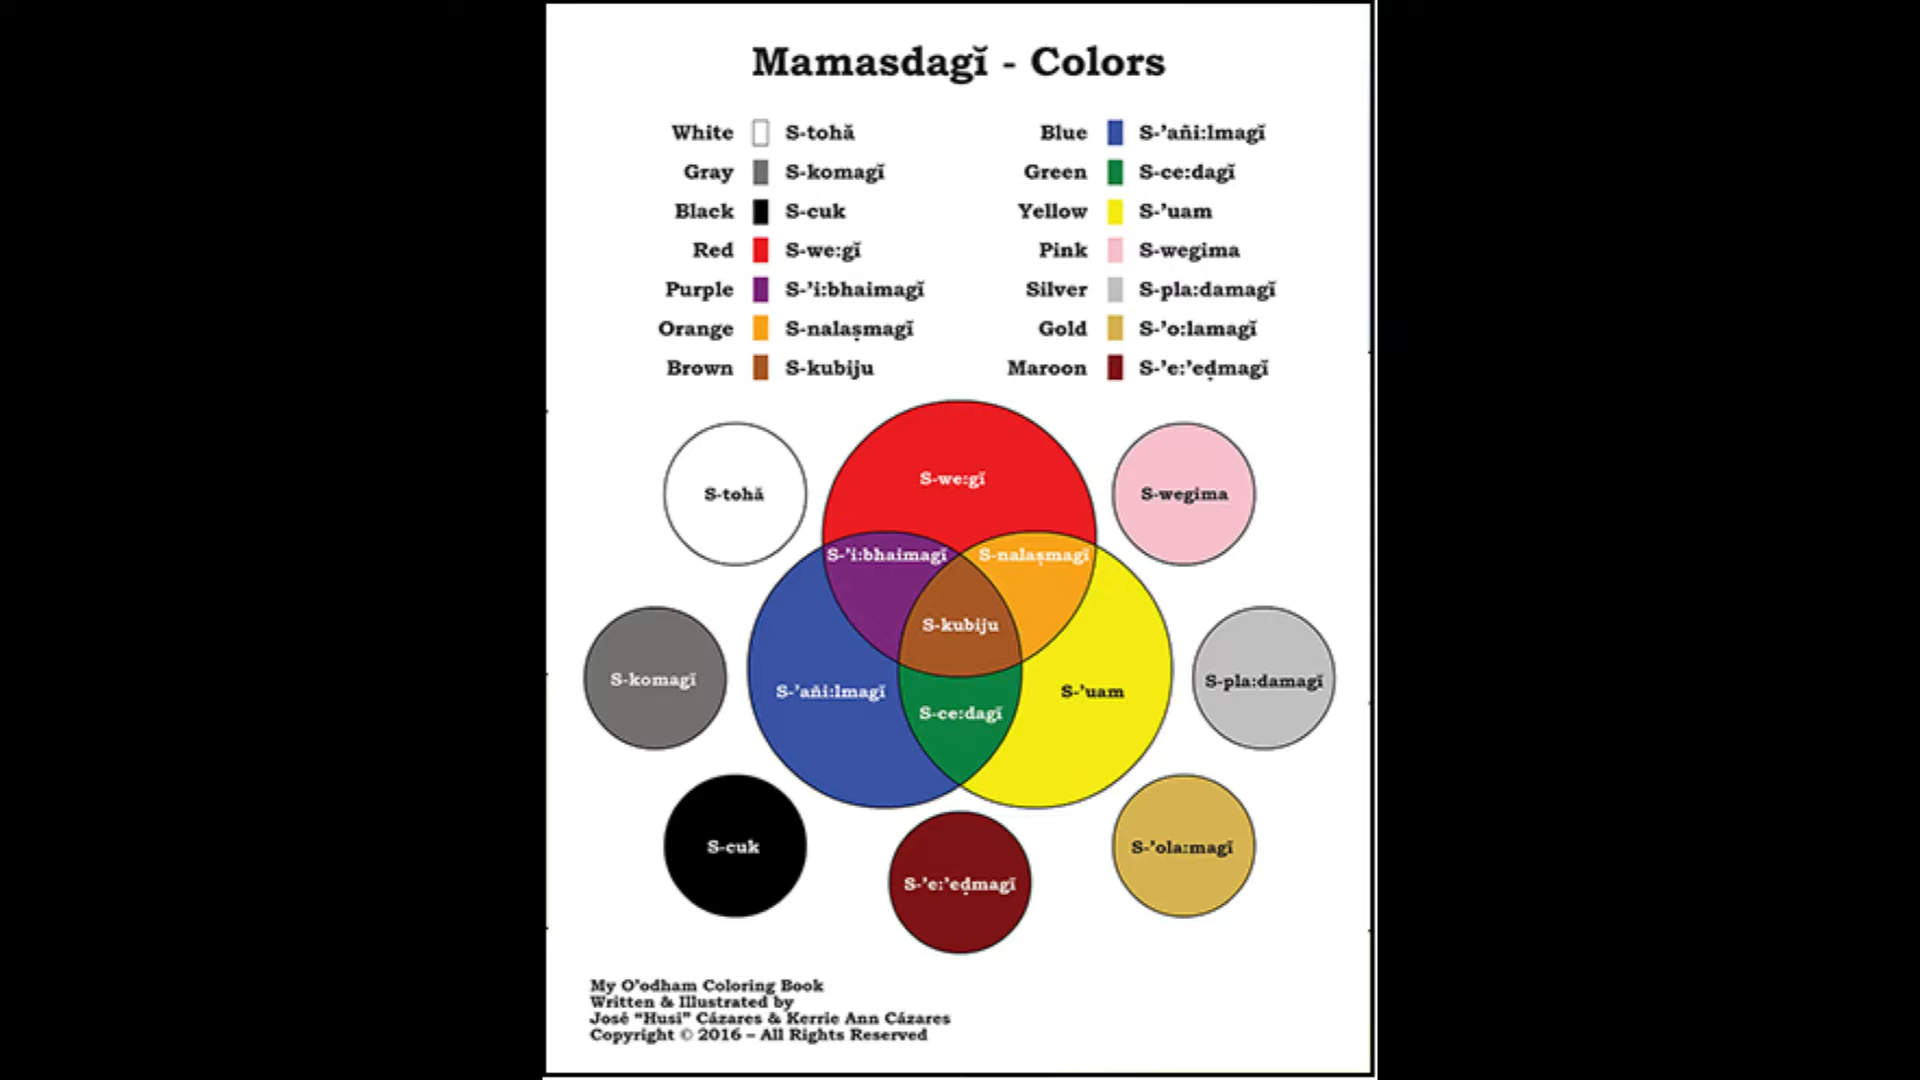 Mamasdagĭ - Colors
White S-tohă
Gray S-komagĭ
Black S-cuk
Red S-we:gĭ
Purple S-’i:bhaimagĭ
Orange S-nalaṣmagĭ
Brown S-kubiju
Blue S-’añi:lmagĭ
Green S-ce:dagĭ
Yellow S-’uam
Pink S-wegima
Silver S-pla:damagĭ
Gold S-’o:lamagĭ
Maroon S-’e:’eḍmagĭ
S-we:gĭ
S-tohă
S-wegima
S-’i:bhaimagĭ
S-nalaṣmagĭ
S-kubiju
S-komagĭ
S-’añi:lmagĭ
S-’uam
S-pla:damagĭ
S-ce:dagĭ
S-cuk
S-’ola:magĭ
S-’e:’eḍmagĭ
My O’odham Coloring Book
Written & Illustrated by
José “Husi” Cázares & Kerrie Ann Cázares
Copyright © 2016 – All Rights Reserved